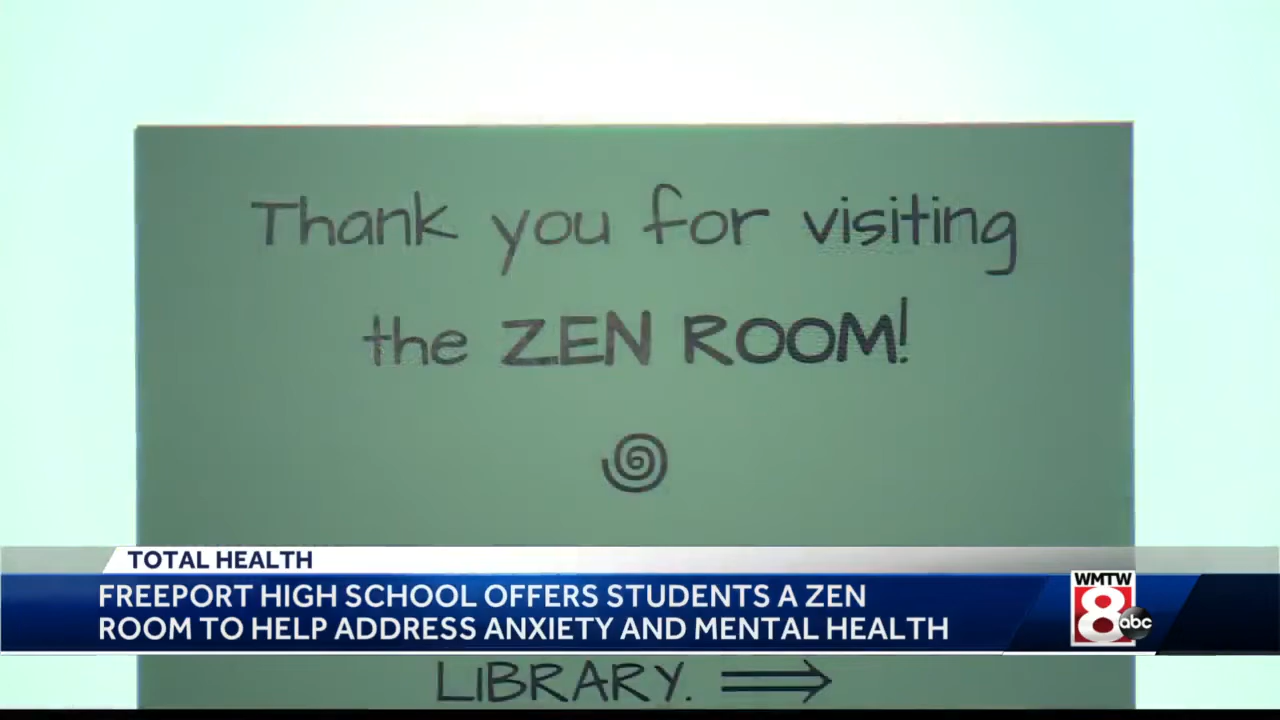 Thank you for visiting
the ZEN ROOM!
TOTAL HEALTH
FREEPORT HIGH SCHOOL OFFERS STUDENTS A ZEN
ROOM TO HELP ADDRESS ANXIETY AND MENTAL HEALTH
WMTW
8 abc
LIBRARY.